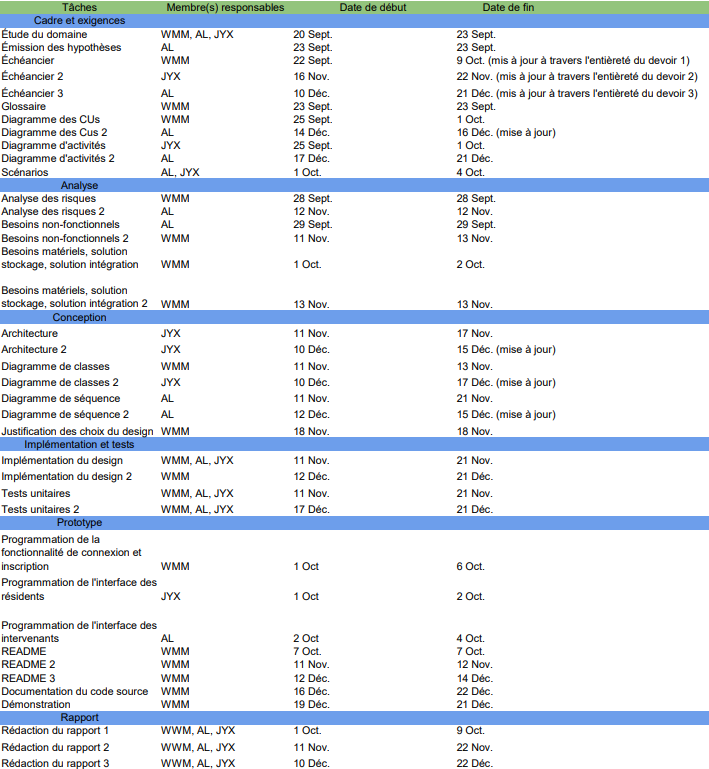 Tâches Membre(s) responsables Date de début Date de fin
Cadre et exigences
Étude du domaine WMM, AL, JYX 20 Sept. 23 Sept.
Émission des hypothèses AL 23 Sept. 23 Sept.
Échéancier WMM 22 Sept. 9 Oct. (mis à jour à travers l'entièreté du devoir 1)
Échéancier 2 JYX 16 Nov. 22 Nov. (mis à jour à travers l'entièreté du devoir 2)
Échéancier 3 AL 10 Déc. 21 Déc. (mis à jour à travers l'entièreté du devoir 3)
Glossaire WMM 23 Sept. 23 Sept.
Diagramme des CUs WMM 25 Sept. 1 Oct.
Diagramme des Cus 2 AL 14 Déc. 16 Déc. (mise à jour)
Diagramme d'activités JYX 25 Sept. 1 Oct.
Diagramme d'activités 2 AL 17 Déc. 21 Déc.
Scénarios AL, JYX 1 Oct. 4 Oct.
Analyse
Analyse des risques WMM 28 Sept. 28 Sept.
Analyse des risques 2 AL 12 Nov. 12 Nov.
Besoins non-fonctionnels AL 29 Sept. 29 Sept.
Besoins non-fonctionnels 2 WMM 11 Nov. 13 Nov.
Besoins matériels, solution
stockage, solution intégration WMM 1 Oct. 2 Oct.
Besoins matériels, solution
stockage, solution intégration 2 WMM 13 Nov. 13 Nov.
Conception
Architecture JYX 11 Nov. 17 Nov.
Architecture 2 JYX 10 Déc. 15 Déc. (mise à jour)
Diagramme de classes WMM 11 Nov. 13 Nov.
Diagramme de classes 2 JYX 10 Déc. 17 Déc. (mise à jour)
Diagramme de séquence AL 11 Nov. 21 Nov.
Diagramme de séquence 2 AL 12 Déc. 15 Déc. (mise à jour)
Justification des choix du design WMM 18 Nov. 18 Nov.
Implémentation et tests
Implémentation du design WMM, AL, JYX 11 Nov. 21 Nov.
Implémentation du design 2 WMM 12 Déc. 21 Déc.
Tests unitaires WMM, AL, JYX 11 Nov. 21 Nov.
Tests unitaires 2 WMM, AL, JYX 17 Déc. 21 Déc.
Prototype
Programmation de la
fonctionnalité de connexion et
inscription WMM 1 Oct 6 Oct.
Programmation de l'interface des
résidents JYX 1 Oct 2 Oct.
Programmation de l'interface des
intervenants AL 2 Oct 4 Oct.
README WMM 7 Oct. 7 Oct.
README 2 WMM 11 Nov. 12 Nov.
README 3 WMM 12 Déc. 14 Déc.
Documentation du code source WMM 16 Déc. 22 Déc.
Démonstration WMM 19 Déc. 21 Déc.
Rapport
Rédaction du rapport 1 WWM, AL, JYX 1 Oct. 9 Oct.
Rédaction du rapport 2 WWM, AL, JYX 11 Nov. 22 Nov.
Rédaction du rapport 3 WWM, AL, JYX 10 Déc. 22 Déc.